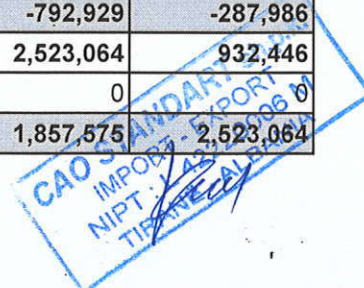 -792,929 -287,986
2,523,064 932,446
0 0
1,857,575 2,523,064
CAO STANDART
IMPORT - EXPORT
NIPT :
TIRANE ALBANIA